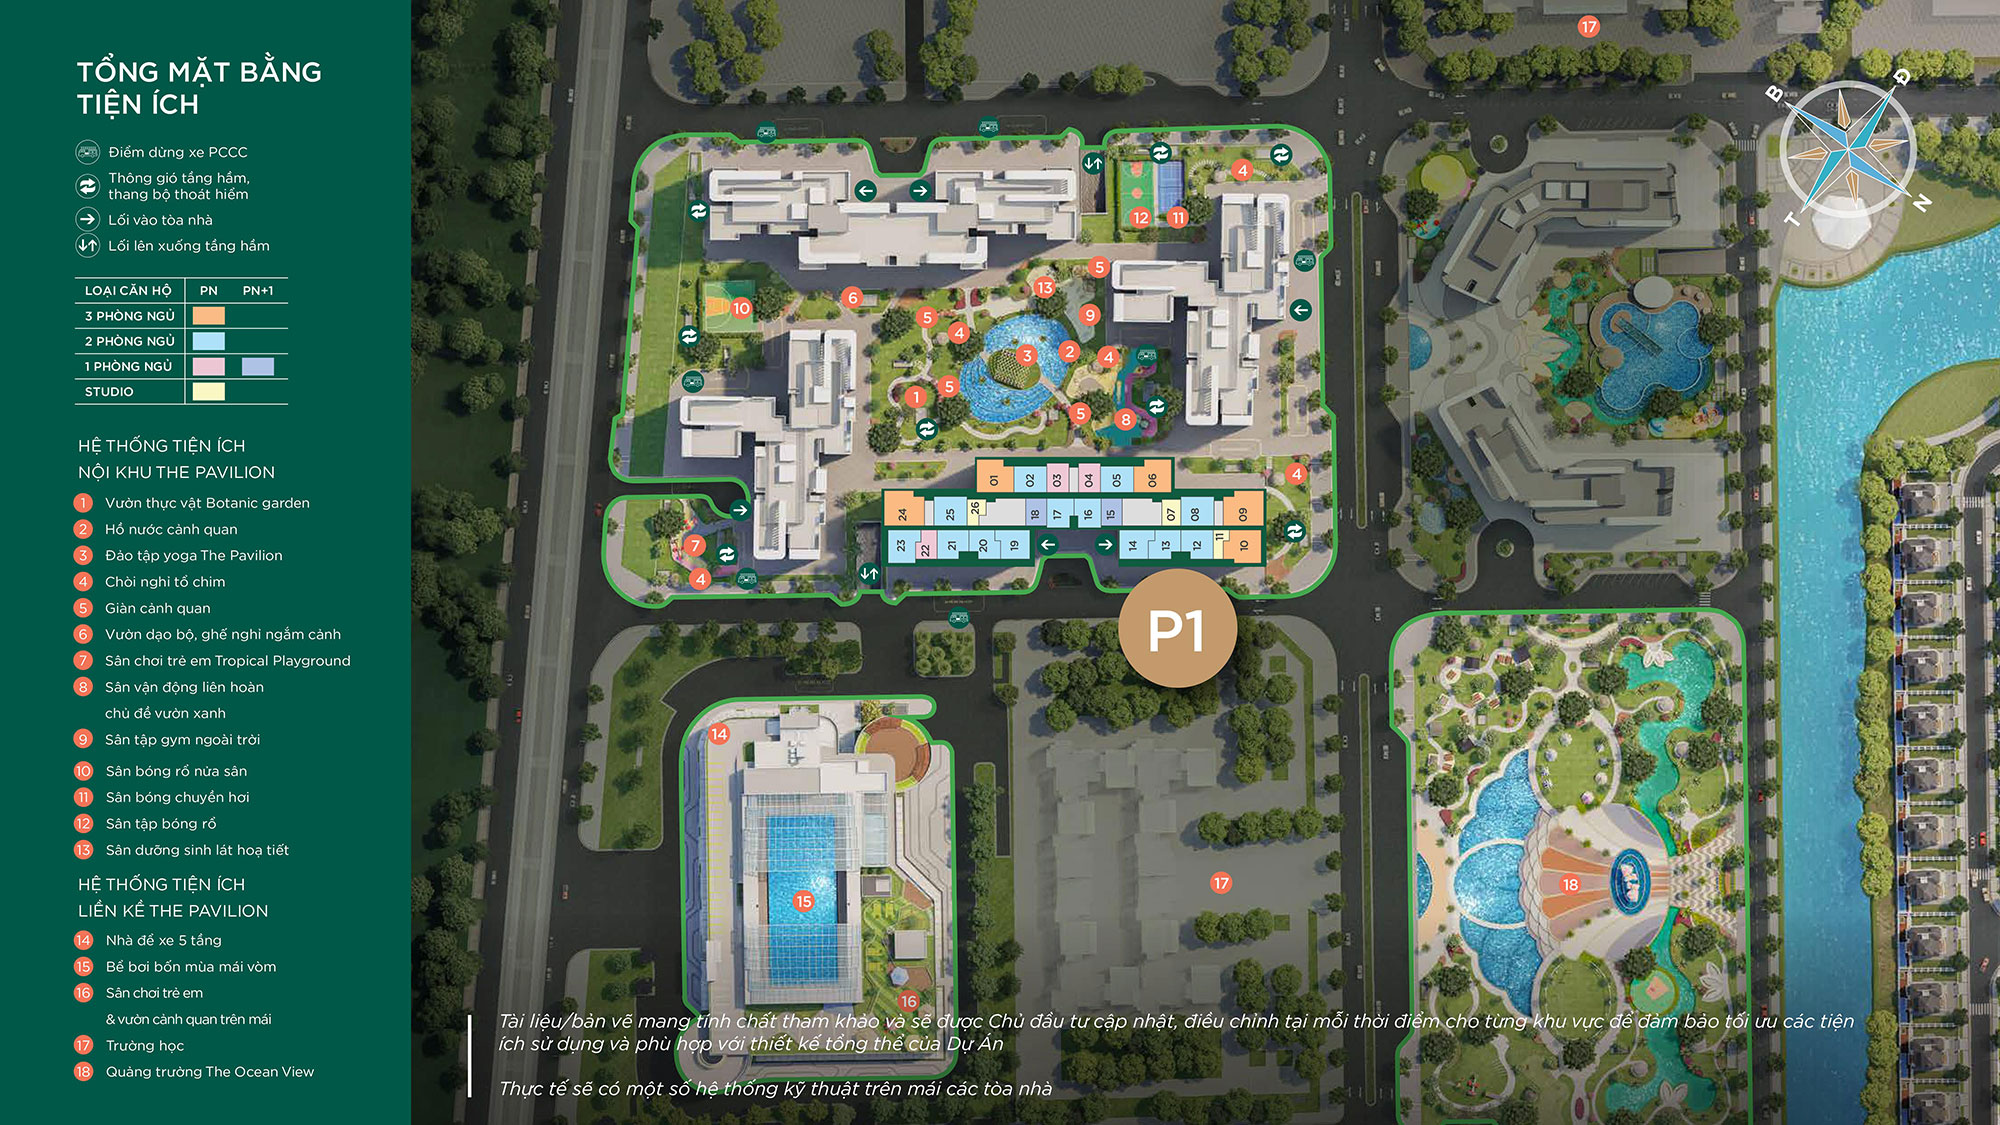 TỔNG MẶT BẰNG
TIỆN ÍCH
Điểm dừng xe PCCC
Thông gió tầng hầm,
thang bộ thoát hiểm
Lối vào tòa nhà
Lối lên xuống tầng hầm
LOẠI CĂN HỘ PN PN+1
3 PHÒNG NGỦ
2 PHÒNG NGỦ
1 PHÒNG NGỦ
STUDIO
HỆ THỐNG TIỆN ÍCH
NỘI KHU THE PAVILION
1 Vườn thực vật Botanic garden
2 Hồ nước cảnh quan
3 Đảo tập yoga The Pavilion
4 Chòi nghỉ tổ chim
5 Giàn cảnh quan
6 Vườn dạo bộ, ghế nghỉ ngắm cảnh
7 Sân chơi trẻ em Tropical Playground
8 Sân vận động liên hoàn
chủ đề vườn xanh
9 Sân tập gym ngoài trời
10 Sân bóng rổ nửa sân
11 Sân bóng chuyền hơi
12 Sân tập bóng rổ
13 Sân dưỡng sinh lát hoạ tiết
HỆ THỐNG TIỆN ÍCH
LIỀN KỀ THE PAVILION
14 Nhà để xe 5 tầng
15 Bể bơi bốn mùa mái vòm
16 Sân chơi trẻ em
& vườn cảnh quan trên mái
17 Trường học
18 Quảng trường The Ocean View
17
B Đ
T N
4
12 11
5
13
10 6 9
5 4
3 2 4
5
1 5 8
4
01 02 03 04 05 06
24 25 26 18 17 16 15 07 08 09
23 22 21 20 19 14 13 12 11 10
7
4
P1
14
15
16
17
18
Tài liệu/bản vẽ mang tính chất tham khảo và sẽ được Chủ đầu tư cập nhật, điều chỉnh tại mỗi thời điểm cho từng khu vực để đảm bảo tối ưu các tiện
ích sử dụng và phù hợp với thiết kế tổng thể của Dự Án
Thực tế sẽ có một số hệ thống kỹ thuật trên mái các tòa nhà